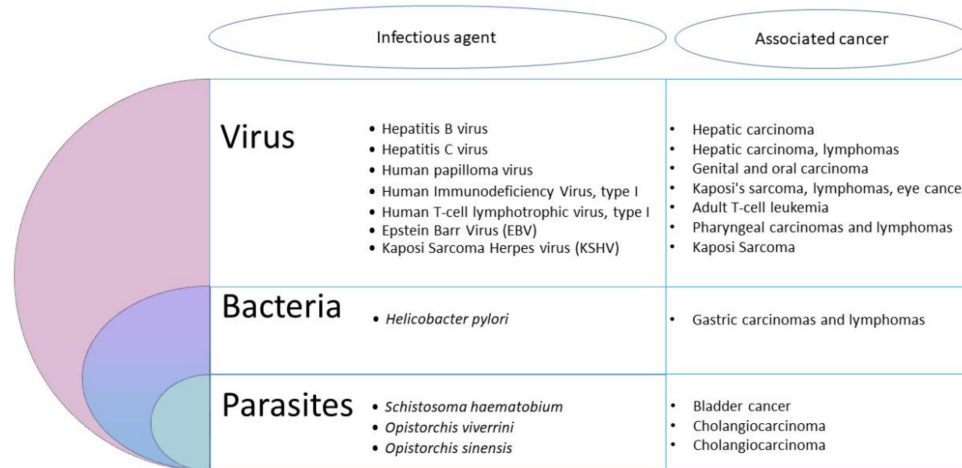 Infectious agent
Associated cancer
Virus
• Hepatitis B virus
• Hepatitis C virus
• Human papilloma virus
• Human Immunodeficiency Virus, type I
• Human T-cell lymphotrophic virus, type I
• Epstein Barr Virus (EBV)
• Kaposi Sarcoma Herpes virus (KSHV)
• Hepatic carcinoma
• Hepatic carcinoma, lymphomas
• Genital and oral carcinoma
• Kaposi's sarcoma, lymphomas, eye cance
• Adult T-cell leukemia
• Pharyngeal carcinomas and lymphomas
• Kaposi Sarcoma
Bacteria
• Helicobacter pylori
• Gastric carcinomas and lymphomas
Parasites
• Schistosoma haematobium
• Opistorchis viverrini
• Opistorchis sinensis
• Bladder cancer
• Cholangiocarcinoma
• Cholangiocarcinoma